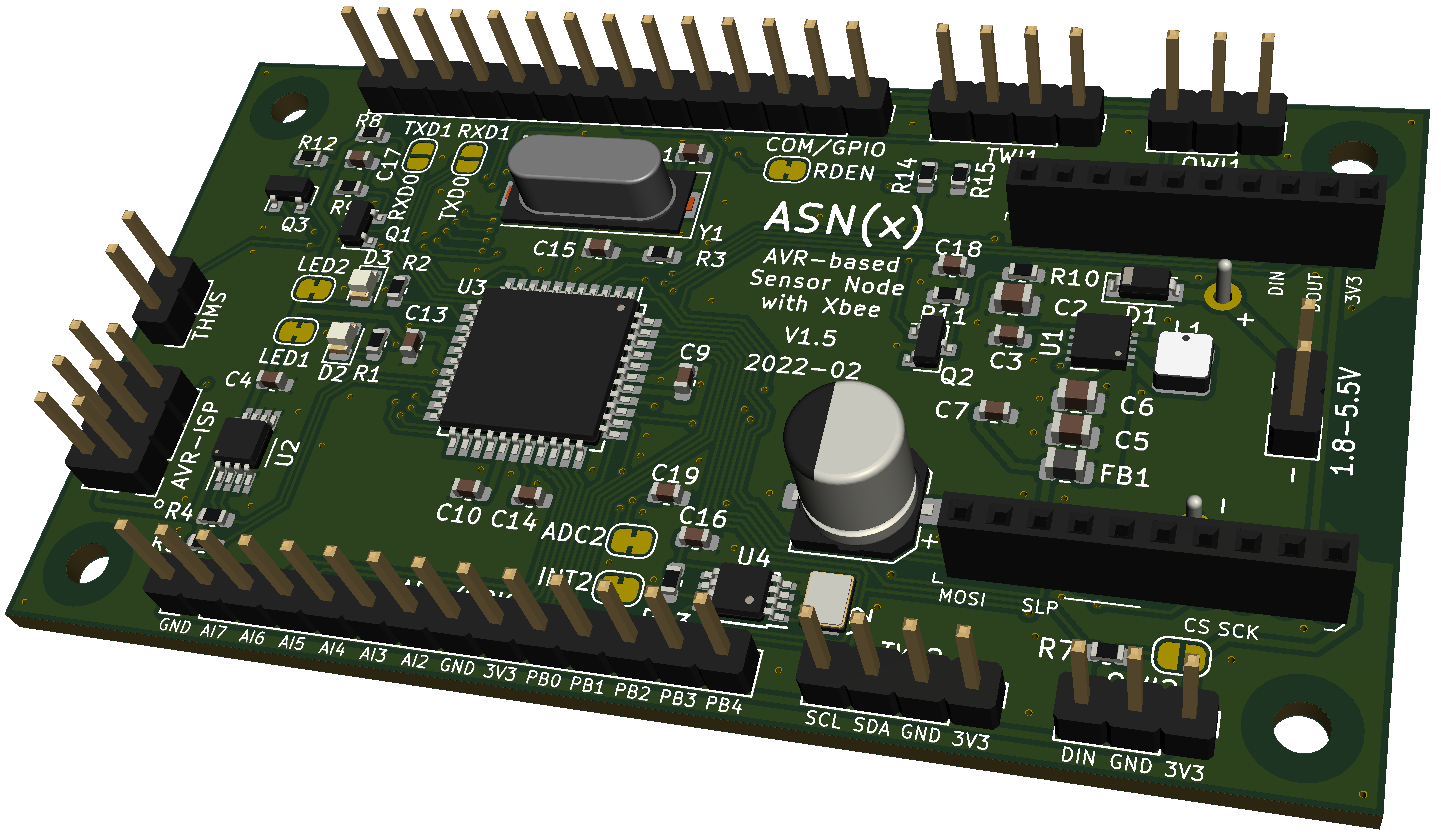 R8
TXD1 RXD1
R12
C17
RXD0
TXD0
Q3
Q1
COM/GPIO
RDEN
R14
R15
TWI1
OWI1
Y1
ASN(x)
AVR-based
Sensor Node
with Xbee
V1.5
2022-02
C15
R3
LED2
D3
R2
U3
C13
THMS
LED1
D2
R1
C4
C9
C18
R10
C2
D1
L1
R11
C3
U1
Q2
C7
C6
C5
FB1
DIN
DOUT
3V3
+
1.8-5.5V
−
−
AVR-ISP
U2
R4
C10
C14
C19
C16
ADC2
INT2
U4
+
MOSI
SLP
CS
SCK
R7
GND AI7 AI6 AI5 AI4 AI3 AI2 GND 3V3 PB0 PB1 PB2 PB3 PB4
SCL SDA GND 3V3
DIN GND 3V3